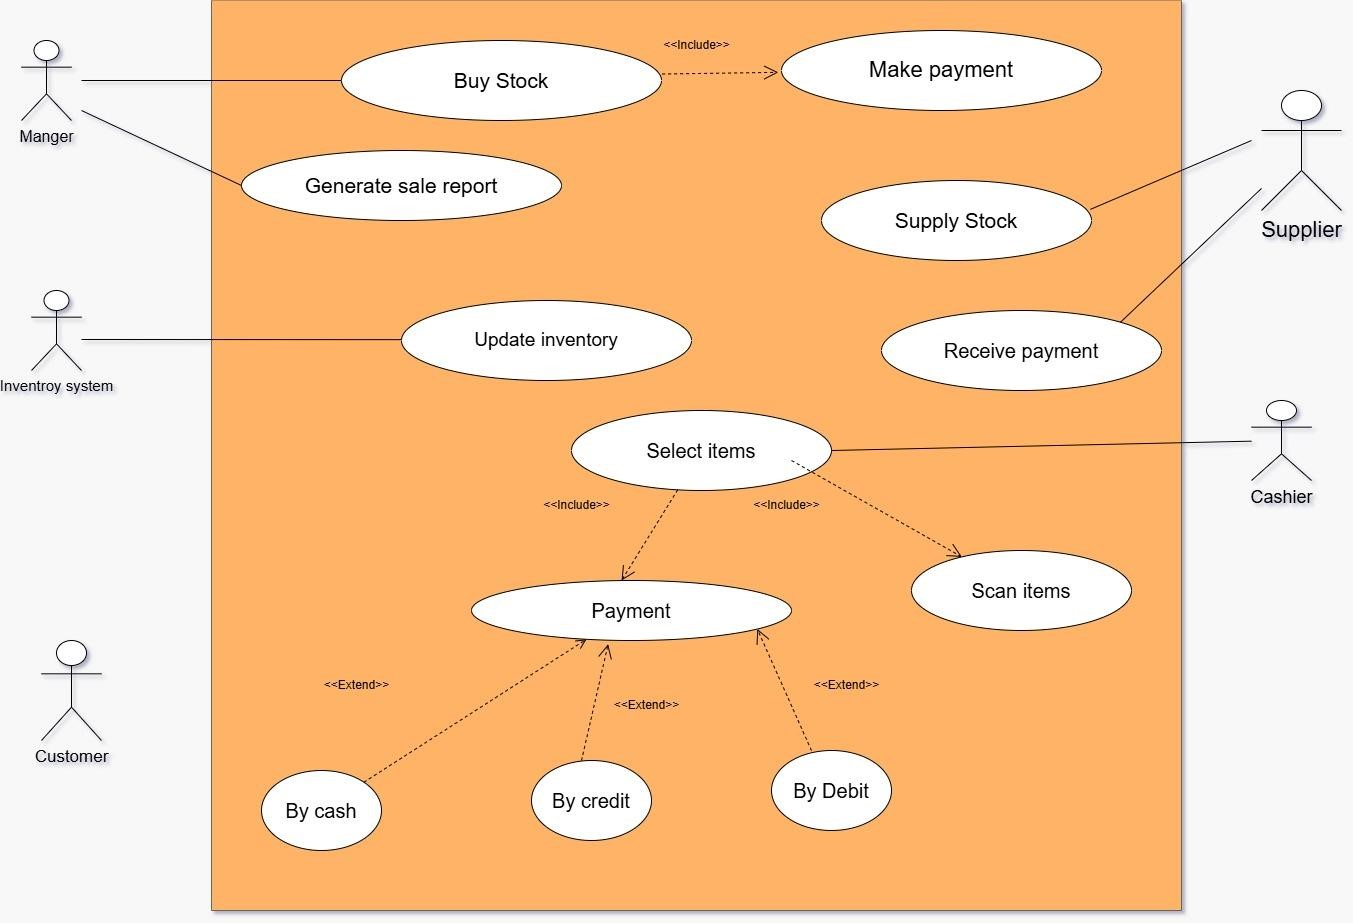 <<Include>>
Make payment
Buy Stock
Manger
Generate sale report
Supply Stock
Supplier
Update inventory
Receive payment
Inventroy system
Select items
Cashier
<<Include>>
<<Include>>
Scan items
Payment
<<Extend>>
<<Extend>>
<<Extend>>
Customer
By Debit
By credit
By cash